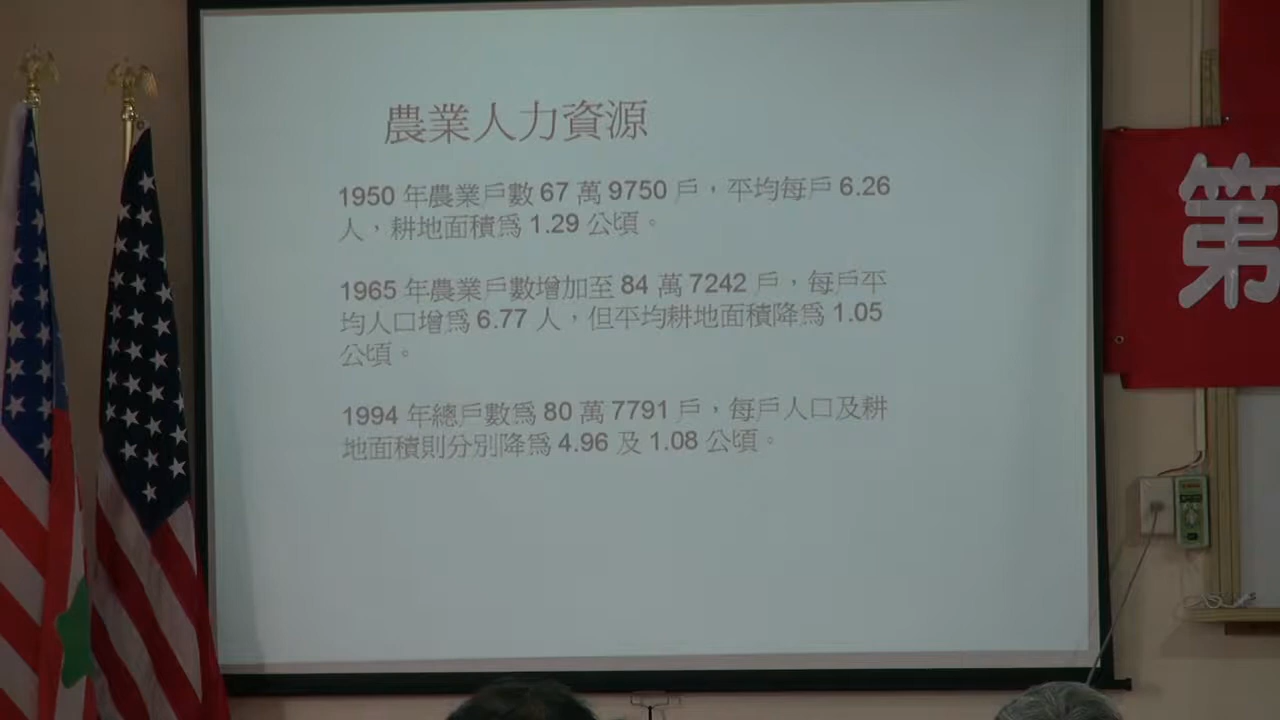 農業人力資源
1950 年農業戶數 67 萬 9750 戶，平均每戶 6.26
人，耕地面積為 1.29 公頃。
1965 年農業戶數增加至 84 萬 7242 戶，每戶平
均人口增為 6.77 人，但平均耕地面積降為 1.05
公頃。
1994 年總戶數為 80 萬 7791 戶，每戶人口及耕
地面積則分別降為 4.96 及 1.08 公頃。
第